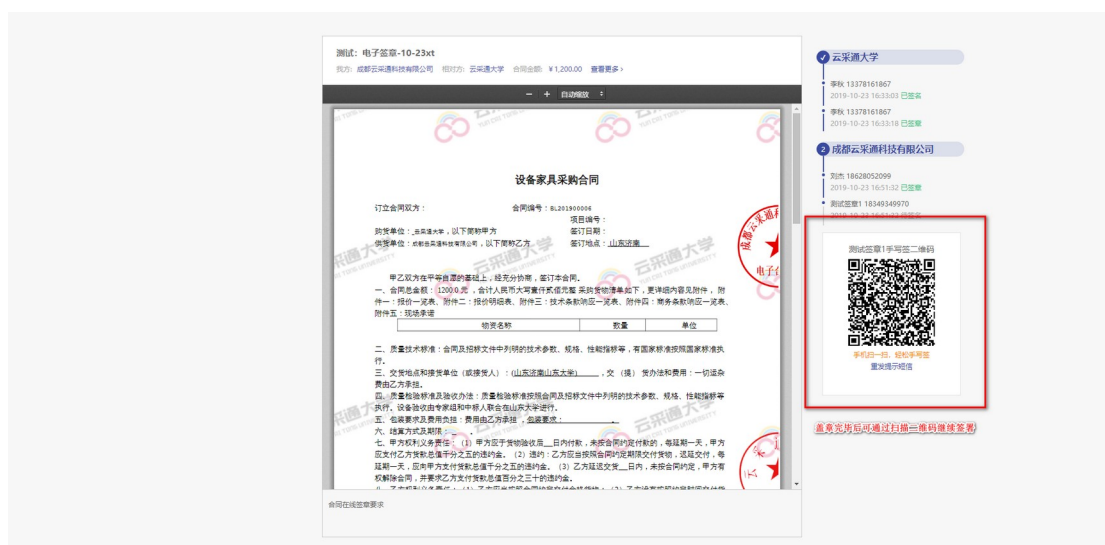 测试：电子签章-10-23xt
我方：成都云采通科技有限公司 相对方：云采通大学 合同金额：￥1,200.00 查看更多›
− + 自动缩放
设备家具采购合同
订立合同双方： 合同编号：BL201900006
项目编号：
购货单位：_云采通大学，以下简称甲方 签订日期：
供货单位：成都云采通科技有限公司，以下简称乙方 签订地点：_山东济南__
甲乙双方在平等自愿的基础上，经充分协商，签订本合同。
一、合同总金额：1200.0 元 ，合计人民币大写壹仟贰佰元整 采购货物清单如下，更详细内容见附件， 附
件一：报价一览表、附件二：报价明细表、附件三：技术条款响应一览表、附件四：商务条款响应一览表、
附件五：现场承诺
物资名称 数量 单位
二、质量技术标准：合同及招标文件中列明的技术参数、规格、性能指标等，有国家标准按照国家标准执
行。
三、交货地点和接货单位（或接货人）：(山东济南山东大学)____，交 （提） 货办法和费用：一切运杂
费由乙方承担。
四、质量检验标准及验收办法：质量检验标准按照合同及招标文件中列明的技术参数、规格、性能指标等
执行。设备验收由专家组和中标人联合在山东大学进行。
五、包装要求及费用负担：费用由乙方承担，包装要求：____。
六、结算方式及期限：__。
七、甲方权利义务责任：（1）甲方应于货物验收后__日内付款，未按合同约定付款的，每延期一天，甲方
应支付乙方货款总值千分之五的违约金。（2）违约：乙方应当按照合同约定期限交付货物，迟延交付，每
延期一天，应向甲方支付货款总值千分之五的违约金。（3）乙方延迟交货__日内，未按合同约定，甲方有
权解除合同，并要求乙方支付货款总值百分之三十的违约金。
合同在线签章要求
云采通大学
李秋 13378161867
2019-10-23 16:33:03 已签名
李秋 13378161867
2019-10-23 16:33:18 已签章
2 成都云采通科技有限公司
刘杰 18628052099
2019-10-23 16:51:32 已签章
测试签章1 18349349970
测试签章1手写签二维码
手机扫一扫，轻松手写签
重发提示短信
盖章完毕后可通过扫描二维码继续签署